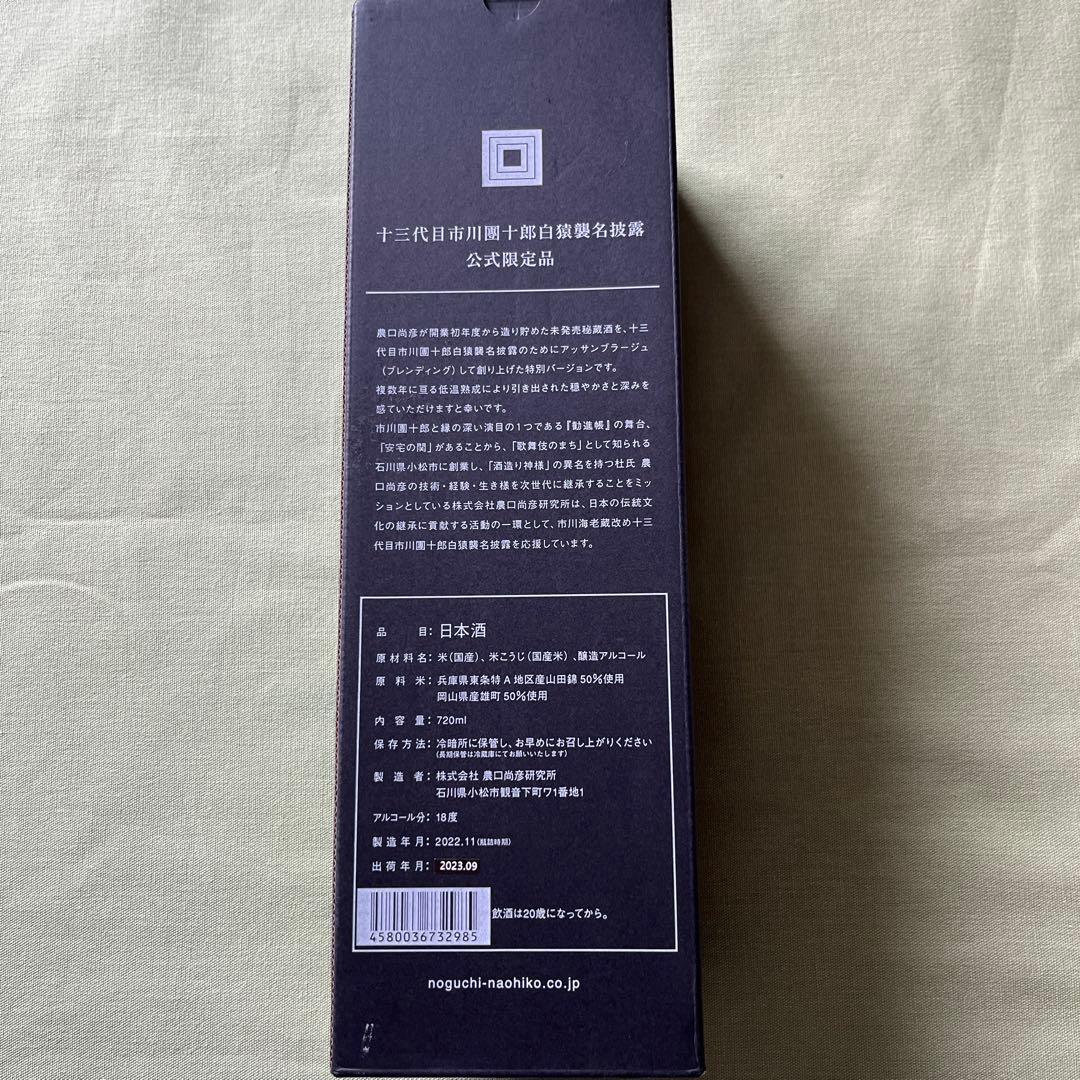 十三代目市川團十郎白猿襲名披露
公式限定品
農口尚彦が開業初年度から造り貯めた未発売秘蔵酒を、十三
代目市川團十郎白猿襲名披露のためにアッサンブラージュ
（ブレンディング）して創り上げた特別バージョンです。
複数年に亘る低温熟成により引き出された穏やかさと深みを
感ていただけますと幸いです。
市川團十郎と縁の深い演目の1つである『勧進帳』の舞台、
「安宅の関」があることから、「歌舞伎のまち」として知られる
石川県小松市に創業し、「酒造り神様」の異名を持つ杜氏 農
口尚彦の技術・経験・生き様を次世代に継承することをミッ
ションとしている株式会社農口尚彦研究所は、日本の伝統文
化の継承に貢献する活動の一環として、市川海老蔵改め十三
代目市川團十郎白猿襲名披露を応援しています。
品目：日本酒
原材料名：米（国産）、米こうじ（国産米）、醸造アルコール
原料米：兵庫県東条特A地区産山田錦50％使用
岡山県産雄町50％使用
内容量：720ml
保存方法：冷暗所に保管し、お早めにお召し上がりください
（長期保管は冷蔵庫にてお願いいたします）
製造者：株式会社 農口尚彦研究所
石川県小松市観音下町ワ1番地1
アルコール分：18度
製造年月：2022.11（瓶詰時期）
出荷年月：2023.09
飲酒は20歳になってから。
4580036732985
noguchi-naohiko.co.jp